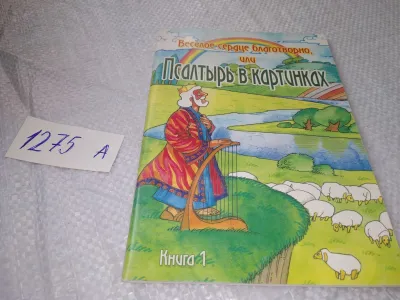 Веселое сердце благотворно,
или
Псалтырь в картинках
Книга 1
1275 А